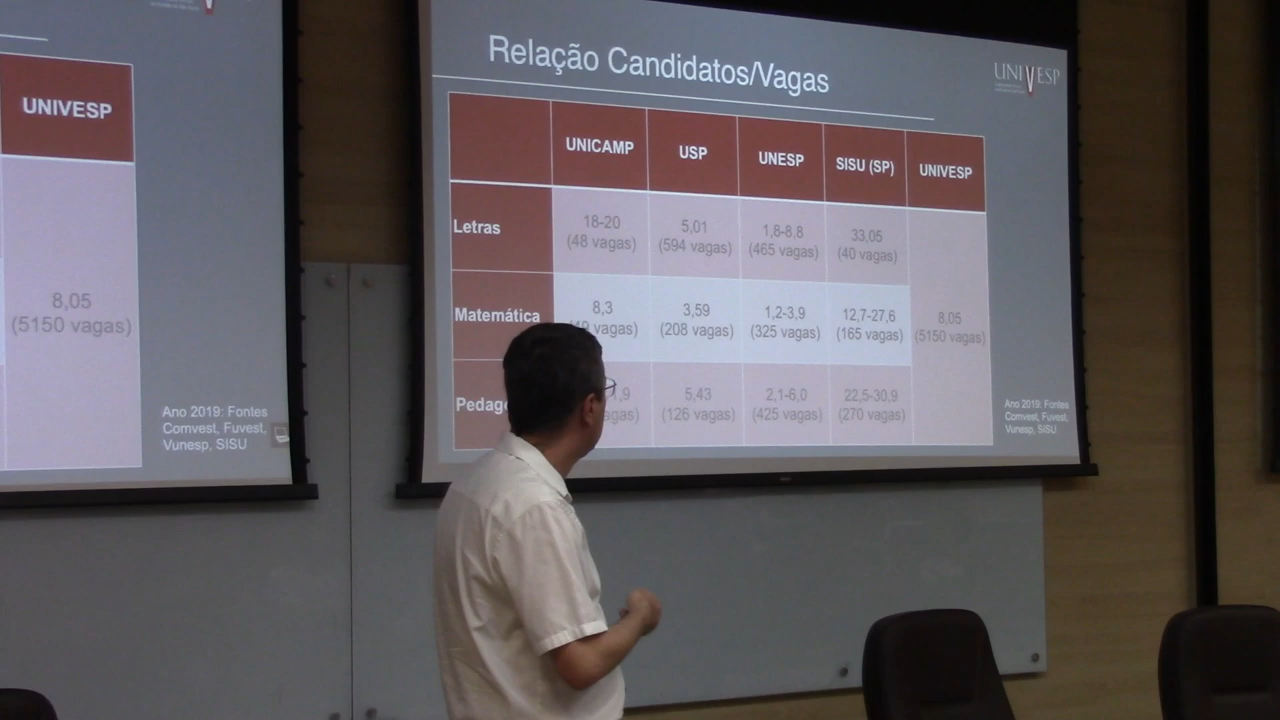 UNIVESP
8,05
(5150 vagas)
Ano 2019: Fontes
Comvest, Fuvest,
Vunesp, SISU
Relação Candidatos/Vagas
UNIVESP
UNICAMP
USP
UNESP
SISU (SP)
UNIVESP
Letras
18-20
(48 vagas)
5,01
(594 vagas)
1,8-8,8
(465 vagas)
33,05
(40 vagas)
Matemática
8,3
vagas)
3,59
(208 vagas)
1,2-3,9
(325 vagas)
12,7-27,6
(165 vagas)
8,05
(5150 vagas)
5,43
(126 vagas)
2,1-6,0
(425 vagas)
22,5-30,9
(270 vagas)
Ano 2019: Fontes
Comvest, Fuvest,
Vunesp, SISU